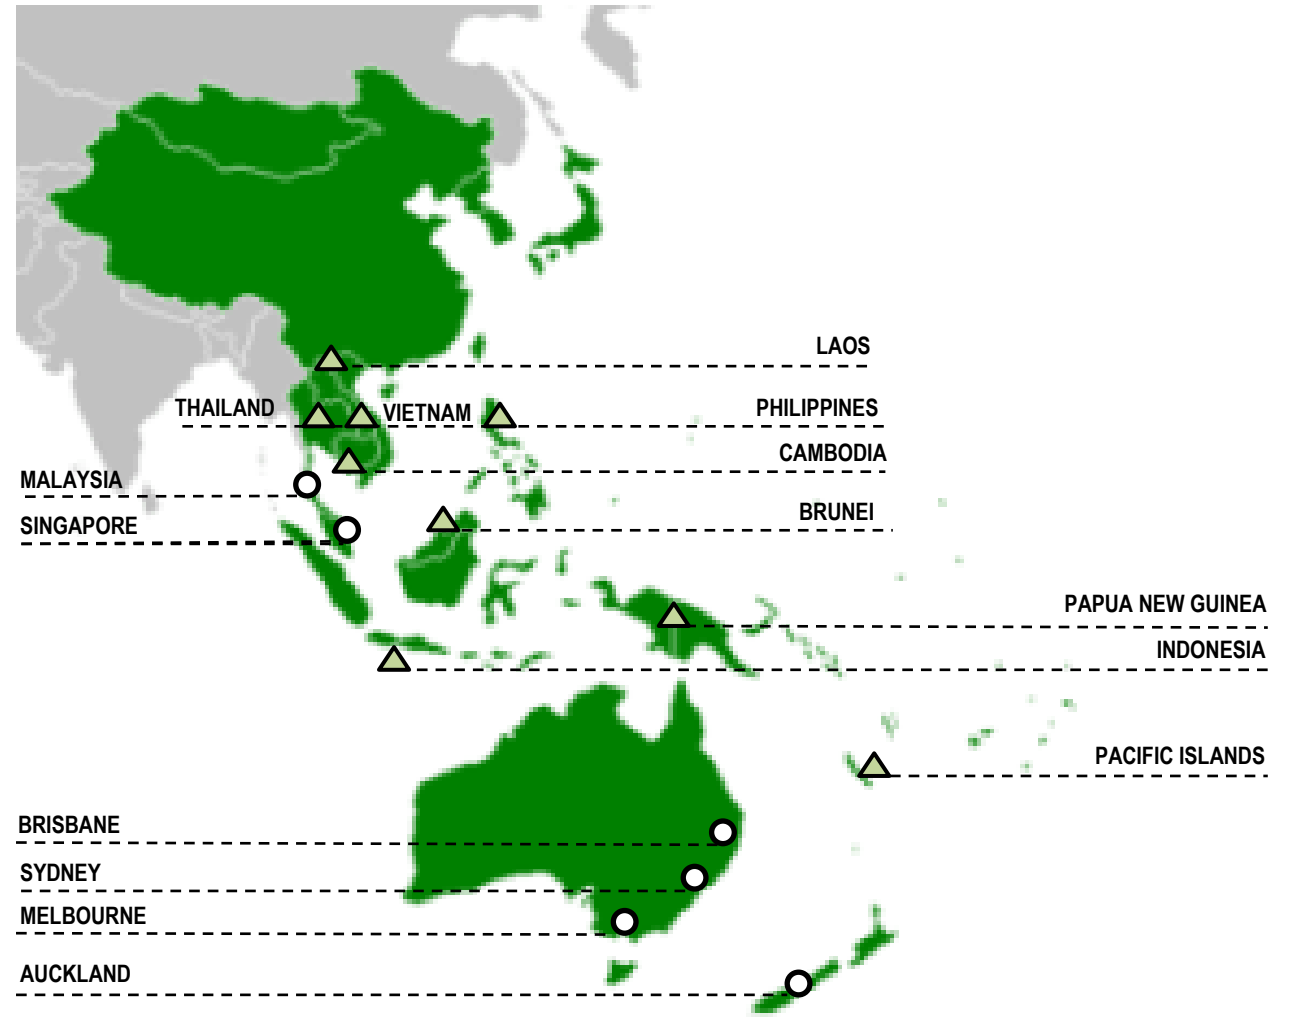 LAOS
THAILAND
VIETNAM
PHILIPPINES
CAMBODIA
MALAYSIA
BRUNEI
SINGAPORE
PAPUA NEW GUINEA
INDONESIA
PACIFIC ISLANDS
BRISBANE
SYDNEY
MELBOURNE
AUCKLAND